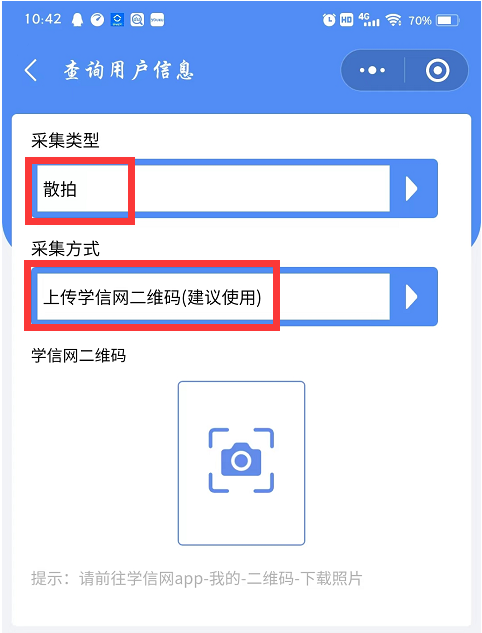 10:42
HD 4G 70%
查询用户信息
采集类型
散拍
采集方式
上传学信网二维码(建议使用)
学信网二维码
提示：请前往学信网app-我的-二维码-下载照片